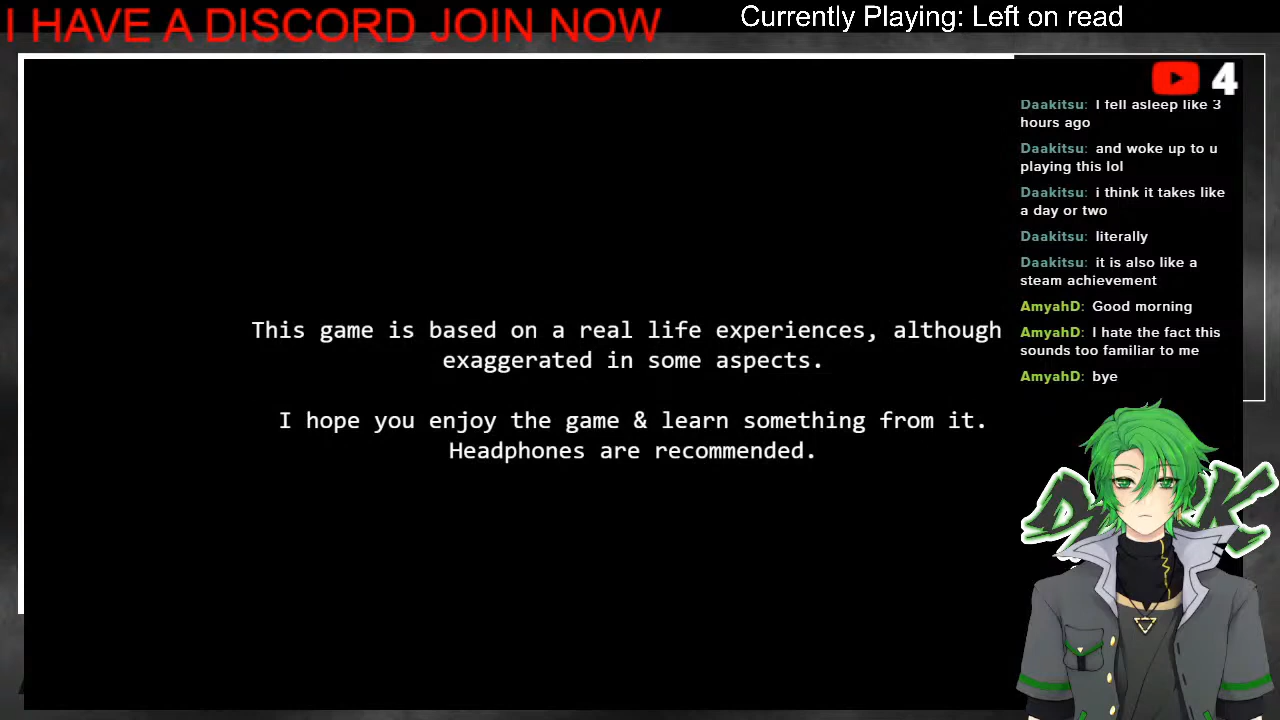 I HAVE A DISCORD JOIN NOW
Currently Playing: Left on read
4
Daakitsu: I fell asleep like 3
hours ago
Daakitsu: and woke up to u
playing this lol
Daakitsu: i think it takes like
a day or two
Daakitsu: literally
Daakitsu: it is also like a
steam achievement
AmyahD: Good morning
AmyahD: I hate the fact this
sounds too familiar to me
AmyahD: bye
This game is based on a real life experiences, although
exaggerated in some aspects.
I hope you enjoy the game & learn something from it.
Headphones are recommended.